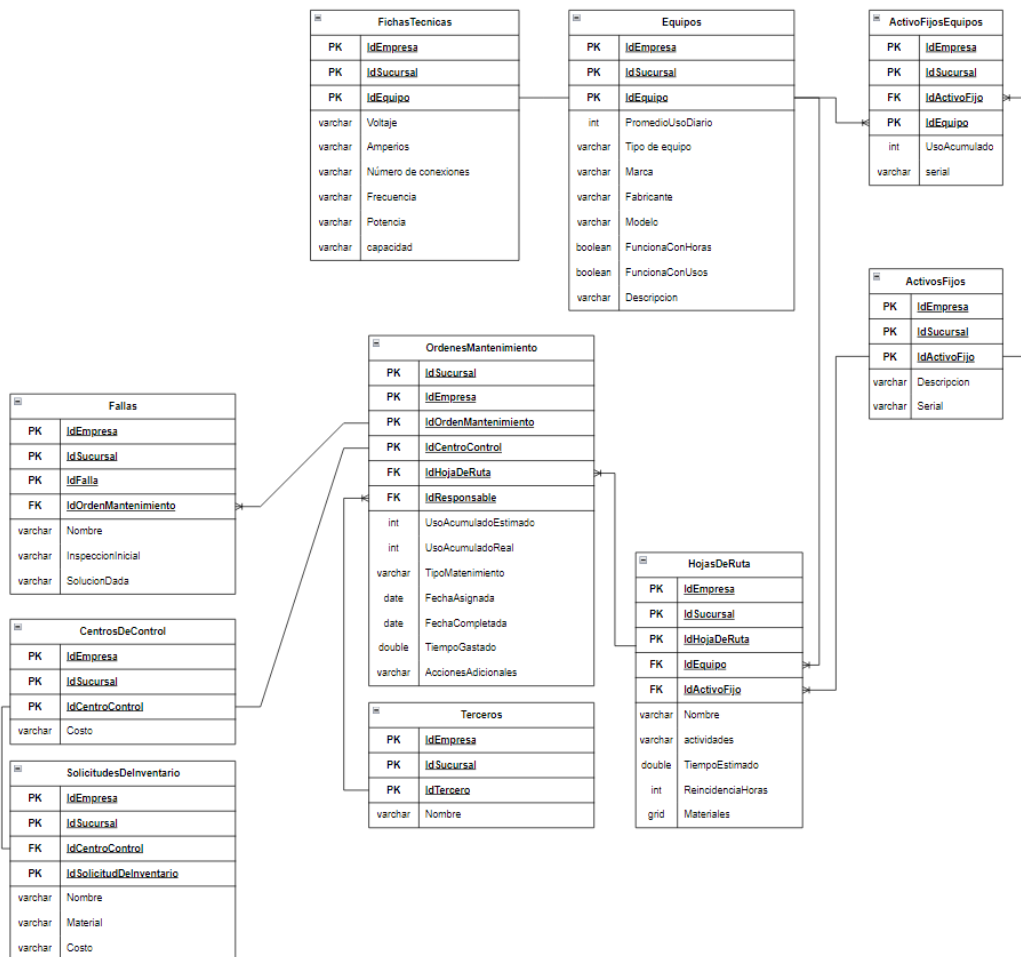 FichasTecnicas
PK IdEmpresa
PK IdSucursal
PK IdEquipo
varchar Voltaje
varchar Amperios
varchar Número de conexiones
varchar Frecuencia
varchar Potencia
varchar capacidad
Equipos
PK IdEmpresa
PK IdSucursal
PK IdEquipo
int PromedioUsoDiario
varchar Tipo de equipo
varchar Marca
varchar Fabricante
varchar Modelo
boolean FuncionaConHoras
boolean FuncionaConUsos
varchar Descripcion
ActivoFijosEquipos
PK IdEmpresa
PK IdSucursal
FK IdActivoFijo
PK IdEquipo
int UsoAcumulado
varchar serial
ActivosFijos
PK IdEmpresa
PK IdSucursal
PK IdActivoFijo
varchar Descripcion
varchar Serial
OrdenesMantenimiento
PK IdSucursal
PK IdEmpresa
PK IdOrdenMantenimiento
PK IdCentroControl
FK IdHojaDeRuta
FK IdResponsable
int UsoAcumuladoEstimado
int UsoAcumuladoReal
varchar TipoMatenimiento
date FechaAsignada
date FechaCompletada
double TiempoGastado
varchar AccionesAdicionales
Fallas
PK IdEmpresa
PK IdSucursal
PK IdFalla
FK IdOrdenMantenimiento
varchar Nombre
varchar InspeccionInicial
varchar SolucionDada
HojasDeRuta
PK IdEmpresa
PK IdSucursal
PK IdHojaDeRuta
FK IdEquipo
FK IdActivoFijo
varchar Nombre
varchar actividades
double TiempoEstimado
int ReincidenciaHoras
grid Materiales
CentrosDeControl
PK IdEmpresa
PK IdSucursal
PK IdCentroControl
varchar Costo
Terceros
PK IdEmpresa
PK IdSucursal
PK IdTercero
varchar Nombre
SolicitudesDeInventario
PK IdEmpresa
PK IdSucursal
FK IdCentroControl
PK IdSolicitudDeInventario
varchar Nombre
varchar Material
varchar Costo